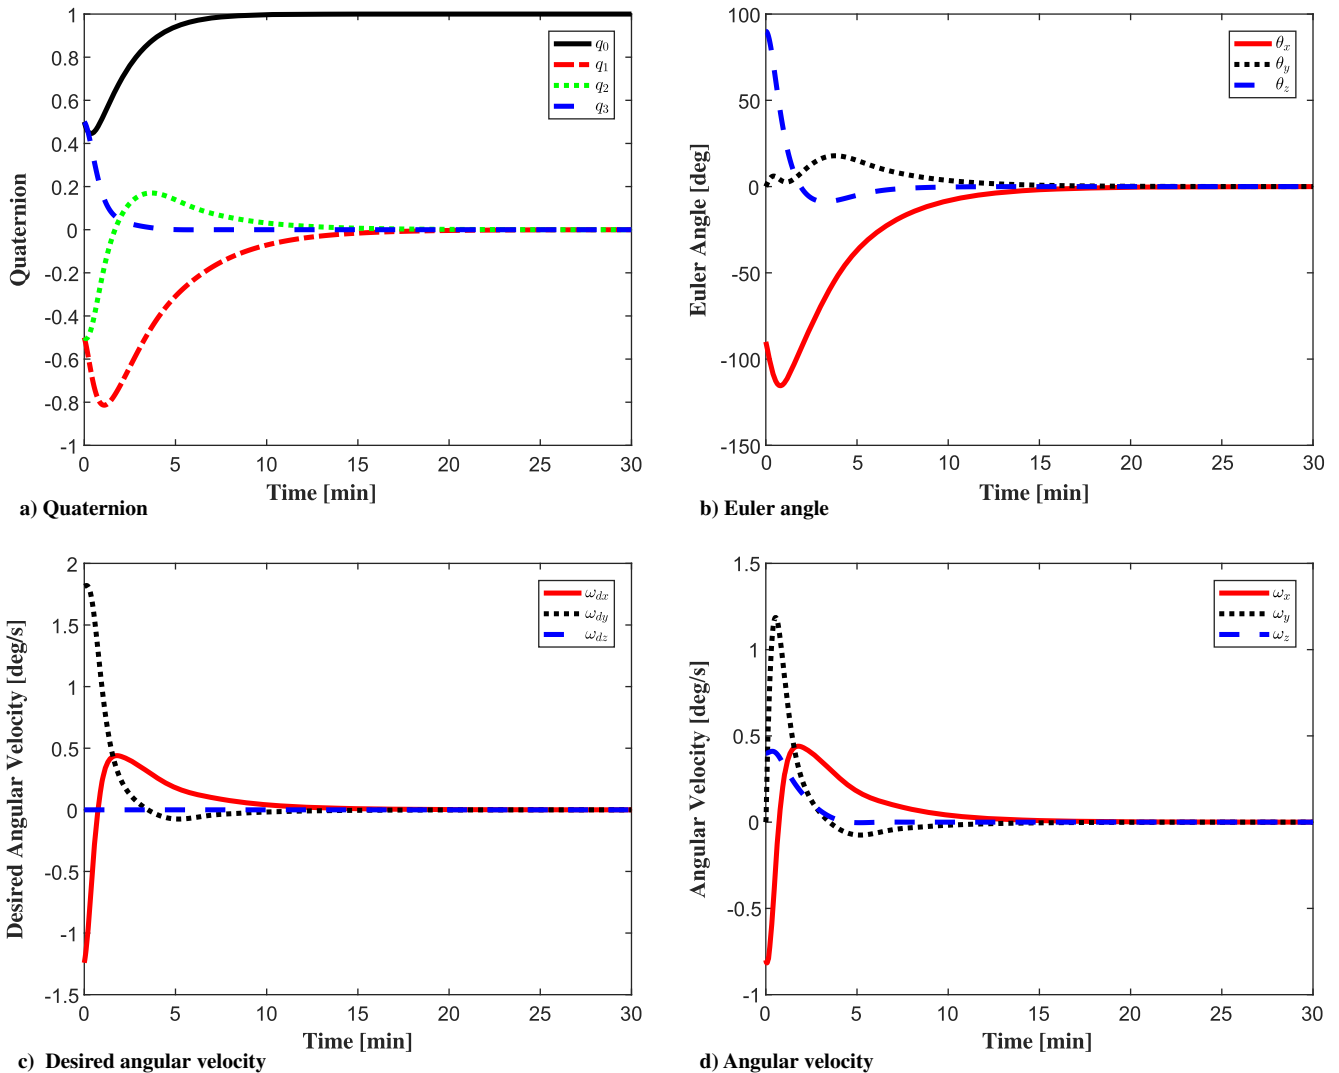 1
0.8
0.6
0.4
0.2
0
-0.2
-0.4
-0.6
-0.8
-1
Quaternion
q0
q1
q2
q3
0 5 10 15 20 25 30
Time [min]
a) Quaternion
100
50
0
-50
-100
-150
Euler Angle [deg]
θx
θy
θz
0 5 10 15 20 25 30
Time [min]
b) Euler angle
2
1.5
1
0.5
0
-0.5
-1
-1.5
Desired Angular Velocity [deg/s]
ωdx
ωdy
ωdz
0 5 10 15 20 25 30
Time [min]
c) Desired angular velocity
1.5
1
0.5
0
-0.5
-1
Angular Velocity [deg/s]
ωx
ωy
ωz
0 5 10 15 20 25 30
Time [min]
d) Angular velocity